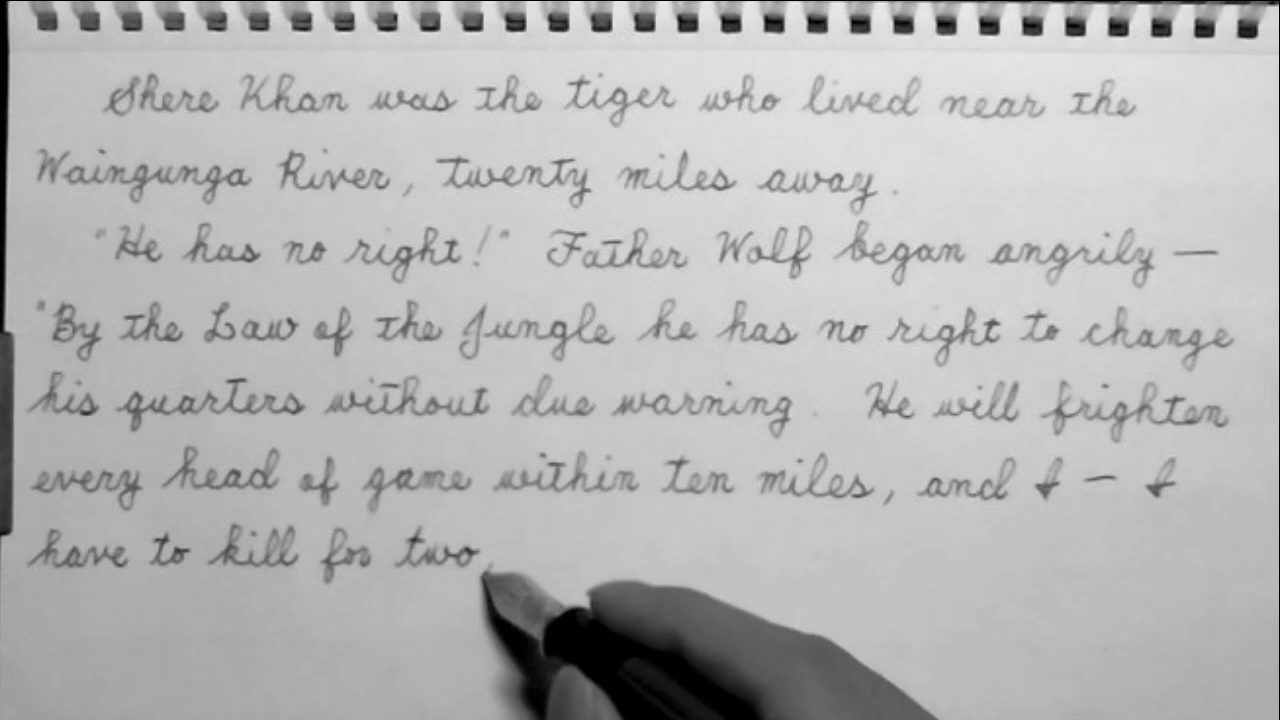 Shere Khan was the tiger who lived near the
Waingunga River, twenty miles away.
"He has no right!" Father Wolf began angrily —
"By the Law of the Jungle he has no right to change
his quarters without due warning. He will frighten
every head of game within ten miles, and I – I
have to kill for two,